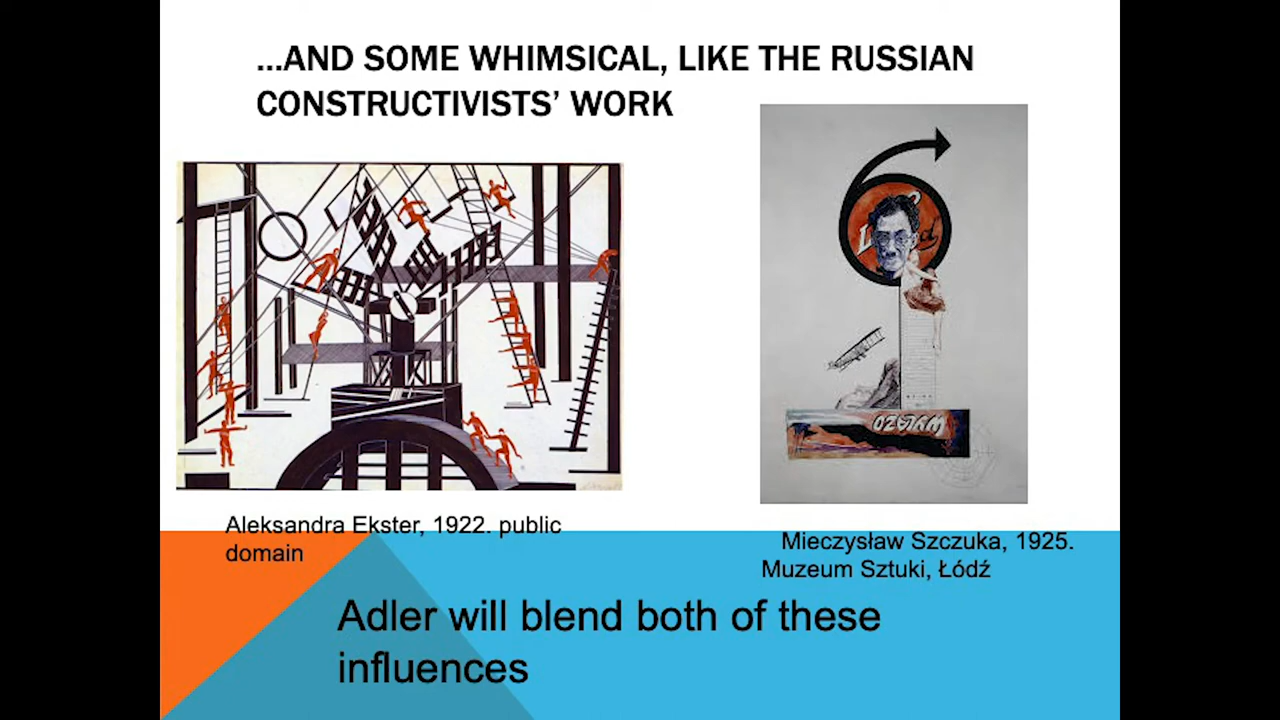 …AND SOME WHIMSICAL, LIKE THE RUSSIAN
CONSTRUCTIVISTS’ WORK
Aleksandra Ekster, 1922. public
domain
Mieczysław Szczuka, 1925.
Muzeum Sztuki, Łódź
Adler will blend both of these
influences